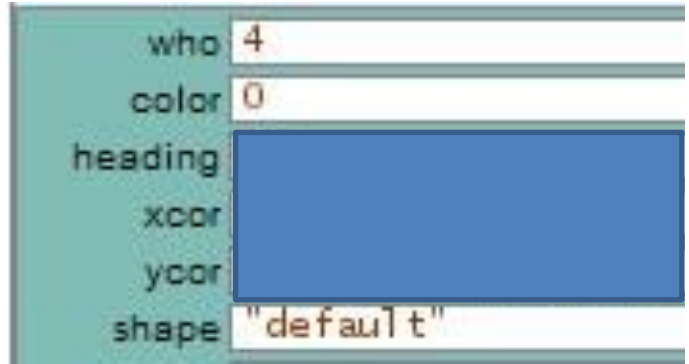 who 4
color 0
heading
xcor
ycor
shape "default"